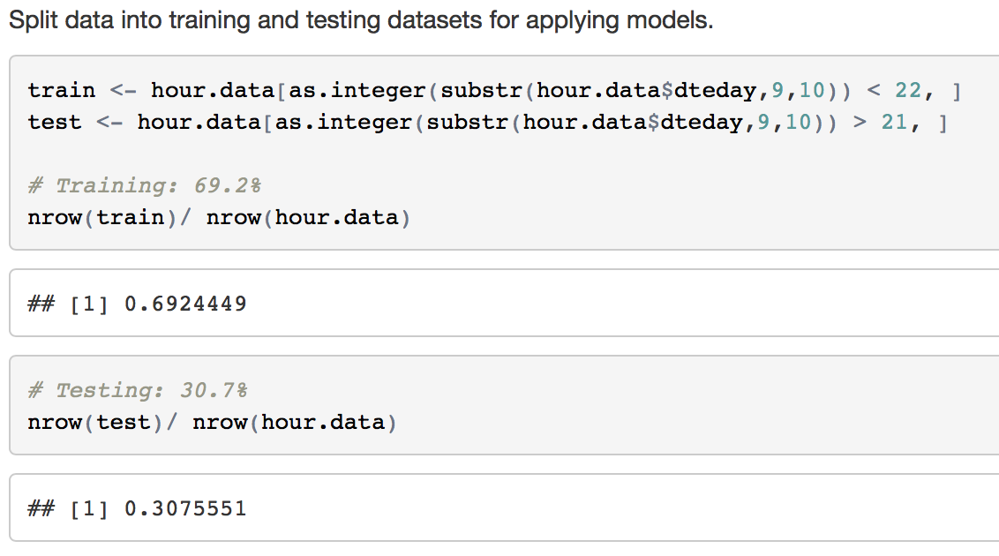 Split data into training and testing datasets for applying models.
train <- hour.data[as.integer(substr(hour.data$dteday,9,10)) < 22, ]
test <- hour.data[as.integer(substr(hour.data$dteday,9,10)) > 21, ]
# Training: 69.2%
nrow(train)/ nrow(hour.data)
## [1] 0.6924449
# Testing: 30.7%
nrow(test)/ nrow(hour.data)
## [1] 0.3075551